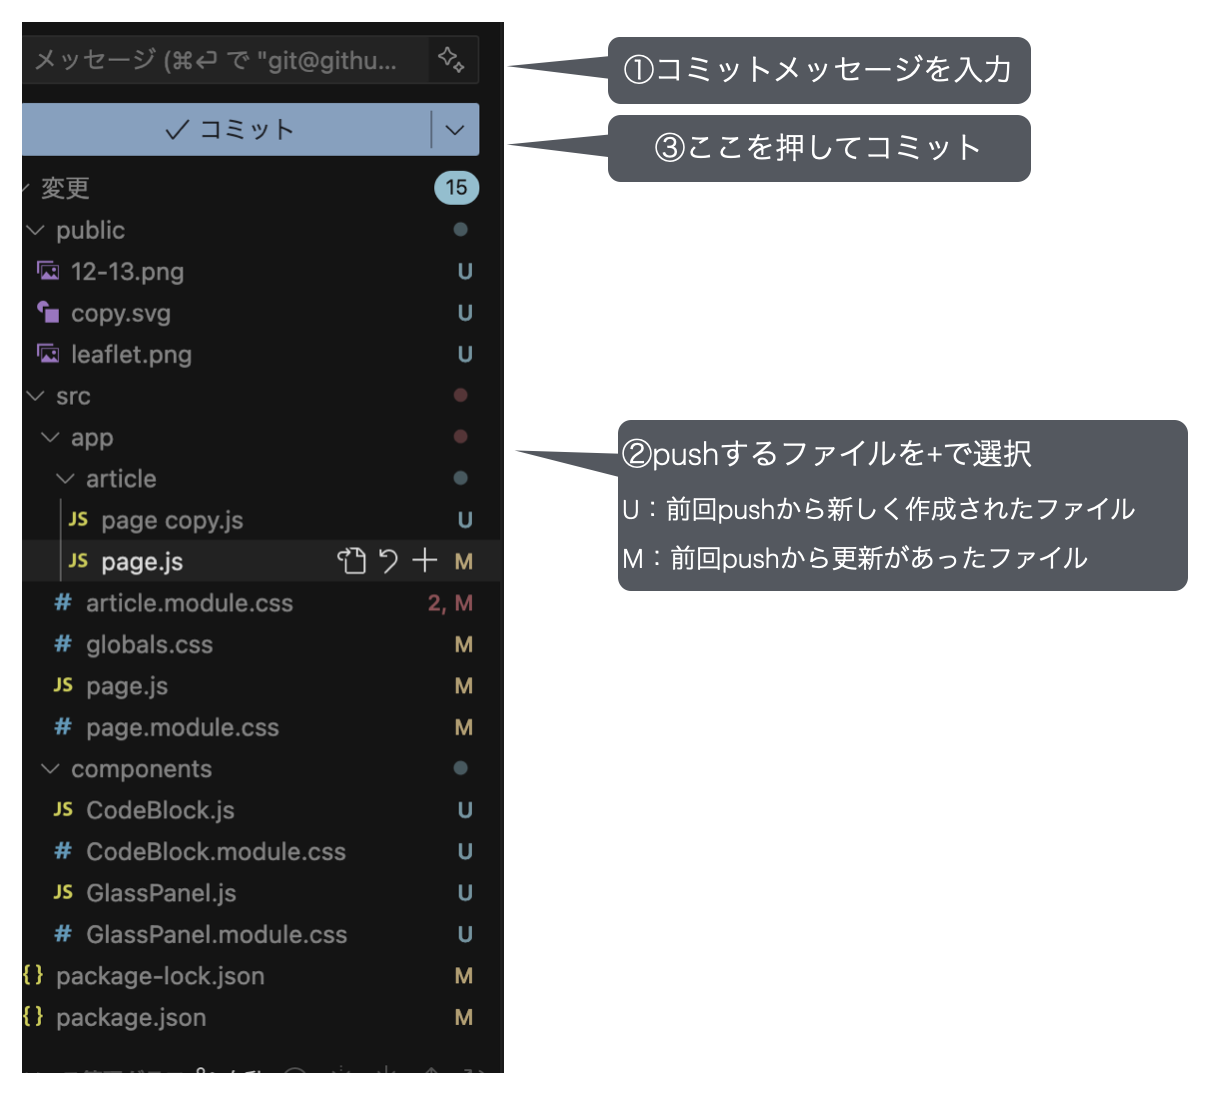 メッセージ (⌘⏎ で "git@githu...
①コミットメッセージを入力
✓ コミット
③ここを押してコミット
変更 15
public
12-13.png U
copy.svg U
leaflet.png U
src
app
②pushするファイルを+で選択
article
U：前回pushから新しく作成されたファイル
JS page copy.js U
M：前回pushから更新があったファイル
JS page.js M
# article.module.css 2, M
# globals.css M
JS page.js M
# page.module.css M
components
JS CodeBlock.js U
# CodeBlock.module.css U
JS GlassPanel.js U
# GlassPanel.module.css U
{} package-lock.json M
{} package.json M